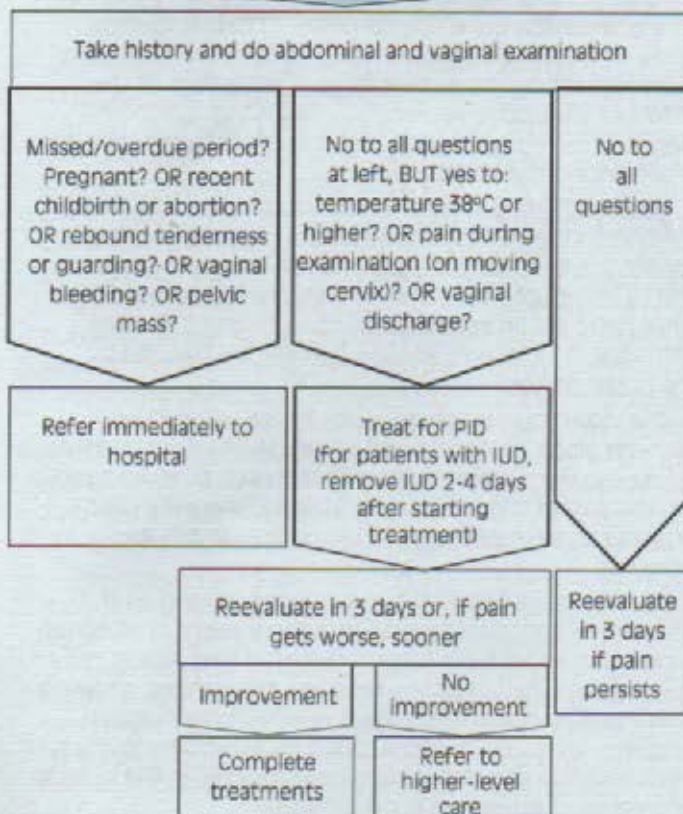 Take history and do abdominal and vaginal examination
Missed/overdue period?
Pregnant? OR recent
childbirth or abortion?
OR rebound tenderness
or guarding? OR vaginal
bleeding? OR pelvic
mass?
No to all questions
at left, BUT yes to:
temperature 38°C or
higher? OR pain during
examination (on moving
cervix)? OR vaginal
discharge?
No to
all
questions
Refer immediately to
hospital
Treat for PID
(for patients with IUD,
remove IUD 2-4 days
after starting
treatment)
Reevaluate in 3 days or, if pain
gets worse, sooner
Reevaluate
in 3 days
if pain
persists
Improvement
No
improvement
Complete
treatments
Refer to
higher-level
care